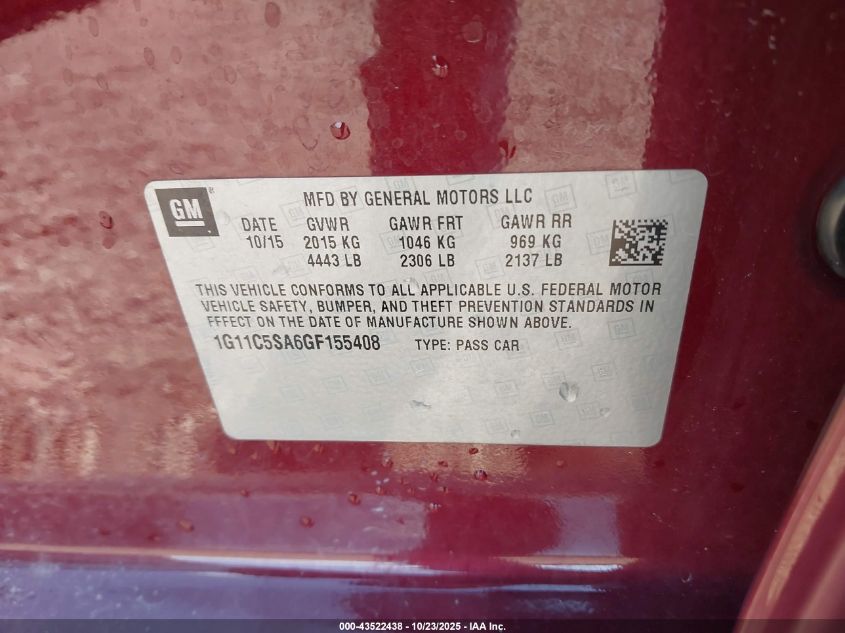 GM ®
MFD BY GENERAL MOTORS LLC
DATE GVWR GAWR FRT GAWR RR
10/15 2015 KG 1046 KG 969 KG
4443 LB 2306 LB 2137 LB
THIS VEHICLE CONFORMS TO ALL APPLICABLE U.S. FEDERAL MOTOR
VEHICLE SAFETY, BUMPER, AND THEFT PREVENTION STANDARDS IN
EFFECT ON THE DATE OF MANUFACTURE SHOWN ABOVE.
1G11C5SA6GF155408 TYPE: PASS CAR
000-43522438 - 10/23/2025 - IAA Inc.